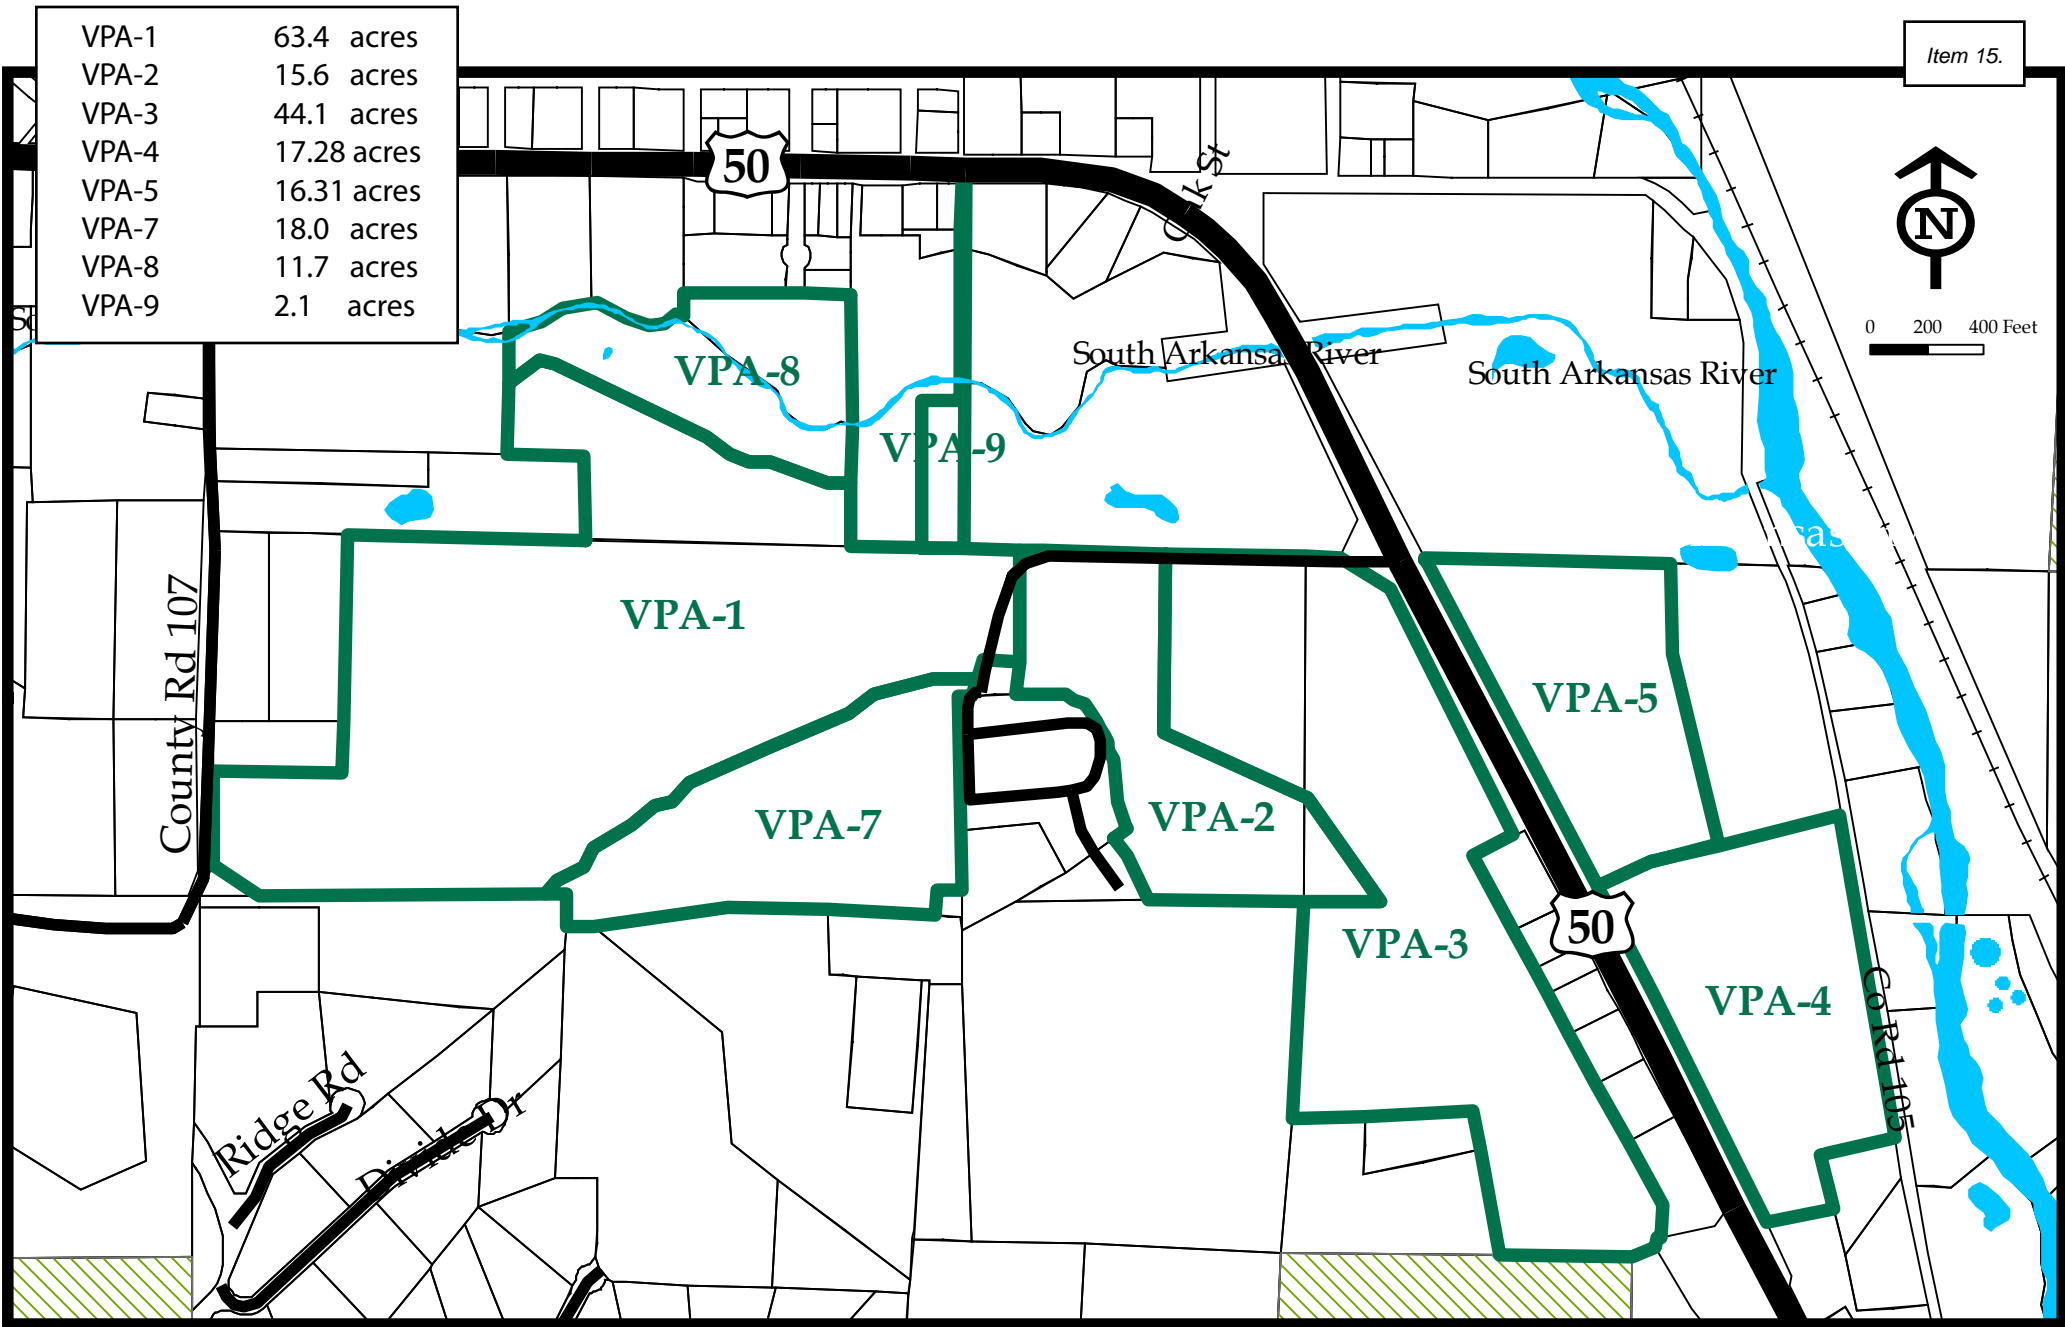 VPA-1 63.4 acres
VPA-2 15.6 acres
VPA-3 44.1 acres
VPA-4 17.28 acres
VPA-5 16.31 acres
VPA-7 18.0 acres
VPA-8 11.7 acres
VPA-9 2.1 acres
Item 15.
50
Oak St
N
0 200 400 Feet
South Arkansas River
South Arkansas River
VPA-8
VPA-9
County Rd 107
VPA-1
VPA-5
VPA-7
VPA-2
50
VPA-3
VPA-4
Co Rd 105
Ridge Rd
Divide Dr